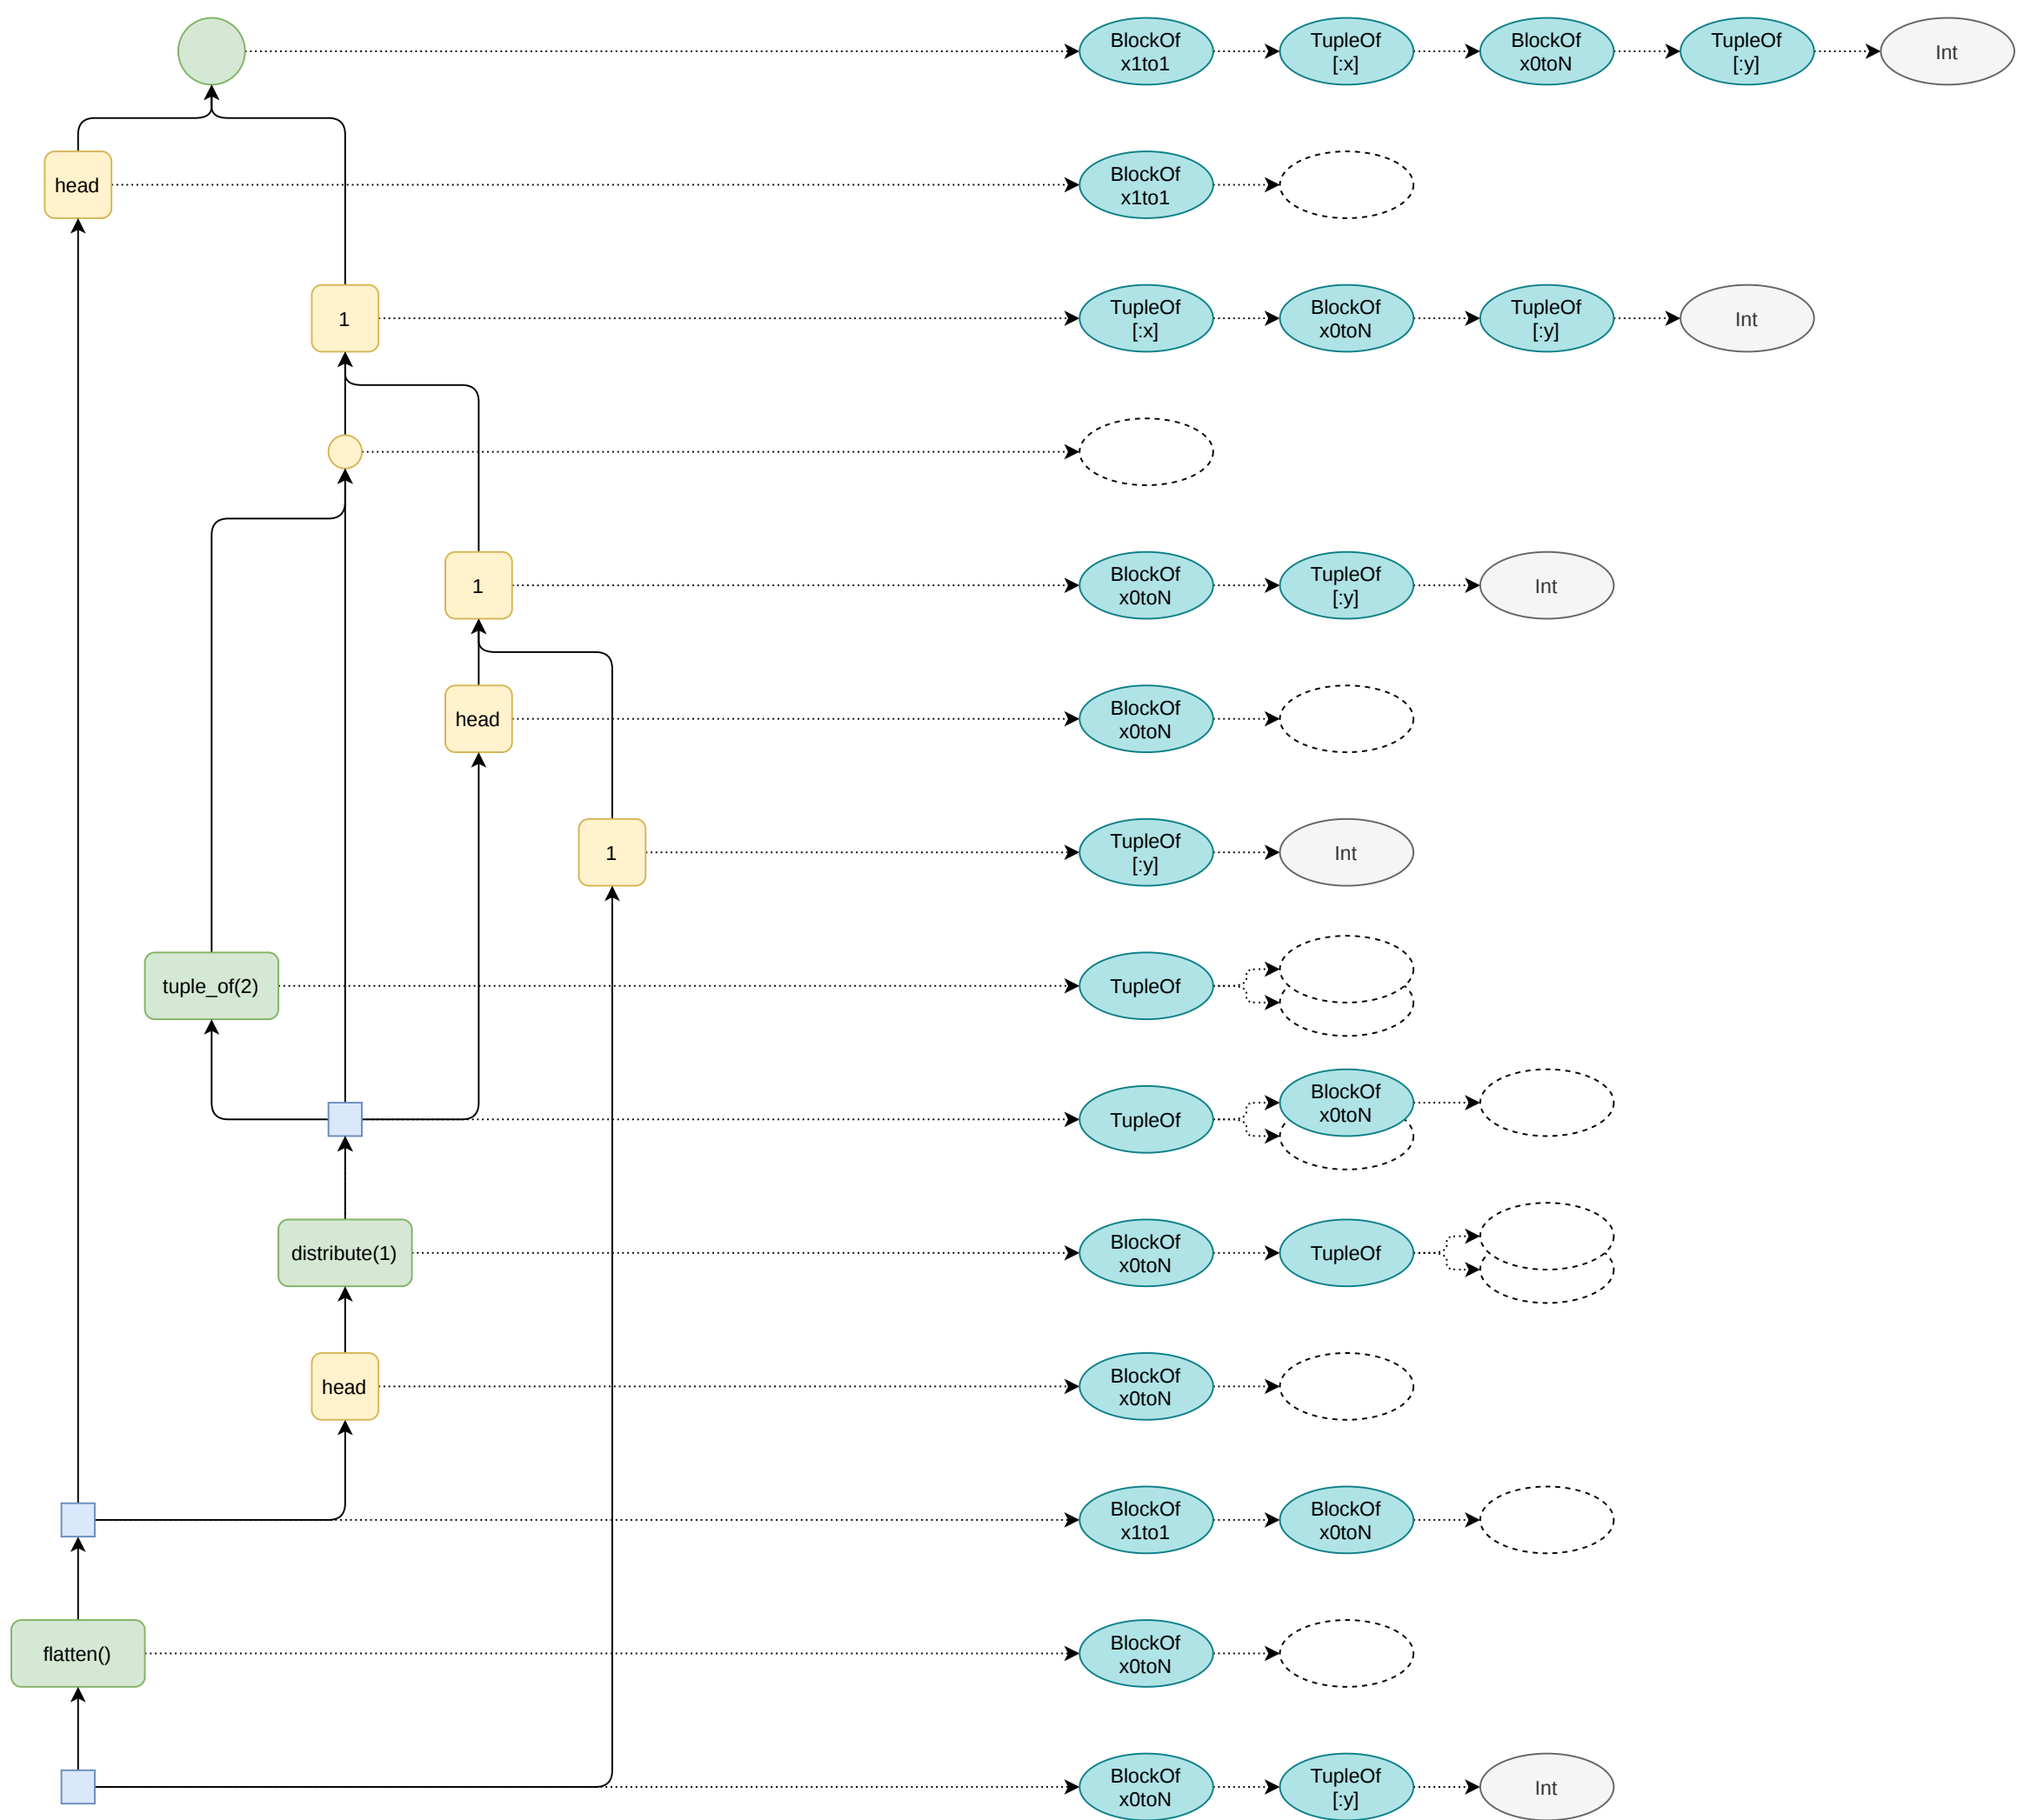 BlockOf
x1to1
TupleOf
[:x]
BlockOf
x0toN
TupleOf
[:y]
Int
head
BlockOf
x1to1
1
TupleOf
[:x]
BlockOf
x0toN
TupleOf
[:y]
Int
1
BlockOf
x0toN
TupleOf
[:y]
Int
head
BlockOf
x0toN
1
TupleOf
[:y]
Int
tuple_of(2)
TupleOf
TupleOf
BlockOf
x0toN
distribute(1)
BlockOf
x0toN
TupleOf
head
BlockOf
x0toN
BlockOf
x1to1
BlockOf
x0toN
flatten()
BlockOf
x0toN
BlockOf
x0toN
TupleOf
[:y]
Int